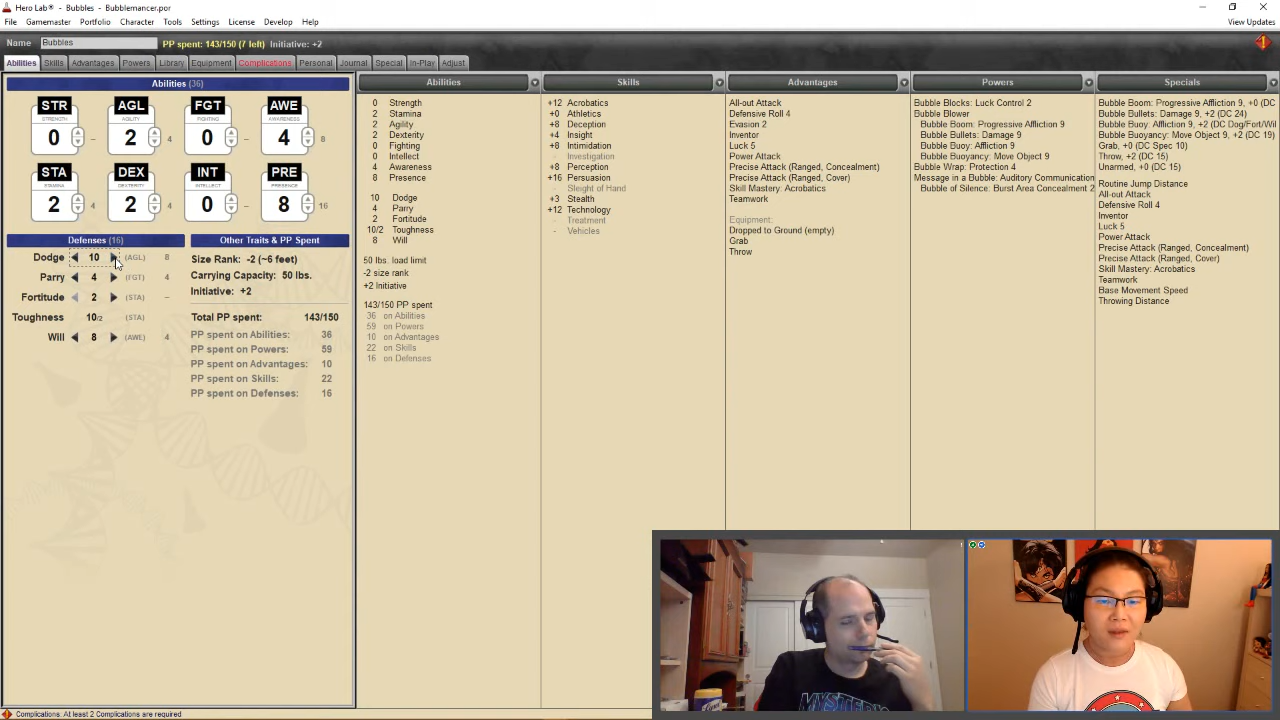 Hero Lab® - Bubbles - Bubblemancer.por
File Gamemaster Portfolio Character Tools Settings License Develop Help
View Updates
Name Bubbles PP spent: 143/150 (7 left) Initiative: +2
Abilities Skills Advantages Powers Library Equipment Complications Personal Journal Special In-Play Adjust
Abilities (36)
STR AGL FGT AWE
STRENGTH AGILITY FIGHTING AWARENESS
0 – 2 4 0 – 4 8
STA DEX INT PRE
STAMINA DEXTERITY INTELLECT PRESENCE
2 4 2 4 0 – 8 16
Defenses (16)
Dodge 10 (AGL) 8
Parry 4 (FGT) 4
Fortitude 2 (STA) –
Toughness 10/2 (STA)
Will 8 (AWE) 4
Other Traits & PP Spent
Size Rank: -2 (~6 feet)
Carrying Capacity: 50 lbs.
Initiative: +2
Total PP spent: 143/150
PP spent on Abilities: 36
PP spent on Powers: 59
PP spent on Advantages: 10
PP spent on Skills: 22
PP spent on Defenses: 16
Abilities
0 Strength
2 Stamina
2 Agility
2 Dexterity
0 Fighting
0 Intellect
4 Awareness
8 Presence
10 Dodge
4 Parry
2 Fortitude
10/2 Toughness
8 Will
50 lbs. load limit
-2 size rank
+2 Initiative
143/150 PP spent
36 on Abilities
59 on Powers
10 on Advantages
22 on Skills
16 on Defenses
Skills
+12 Acrobatics
+0 Athletics
+8 Deception
+4 Insight
+8 Intimidation
- Investigation
+8 Perception
+16 Persuasion
- Sleight of Hand
+3 Stealth
+12 Technology
- Treatment
- Vehicles
Advantages
All-out Attack
Defensive Roll 4
Evasion 2
Inventor
Luck 5
Power Attack
Precise Attack (Ranged, Concealment)
Precise Attack (Ranged, Cover)
Skill Mastery: Acrobatics
Teamwork
Equipment:
Dropped to Ground (empty)
Grab
Throw
Powers
Bubble Blocks: Luck Control 2
Bubble Blower
Bubble Boom: Progressive Affliction 9
Bubble Bullets: Damage 9
Bubble Buoy: Affliction 9
Bubble Buoyancy: Move Object 9
Bubble Wrap: Protection 4
Message in a Bubble: Auditory Communication
Bubble of Silence: Burst Area Concealment 2
Specials
Bubble Boom: Progressive Affliction 9, +0 (DC
Bubble Bullets: Damage 9, +2 (DC 24)
Bubble Buoy: Affliction 9, +2 (DC Dog/Fort/Wil
Bubble Buoyancy: Move Object 9, +2 (DC 19)
Grab, +0 (DC Spec 10)
Throw, +2 (DC 15)
Unarmed, +0 (DC 15)
Routine Jump Distance
All-out Attack
Defensive Roll 4
Inventor
Luck 5
Power Attack
Precise Attack (Ranged, Concealment)
Precise Attack (Ranged, Cover)
Skill Mastery: Acrobatics
Teamwork
Base Movement Speed
Throwing Distance
Complications: At least 2 Complications are required